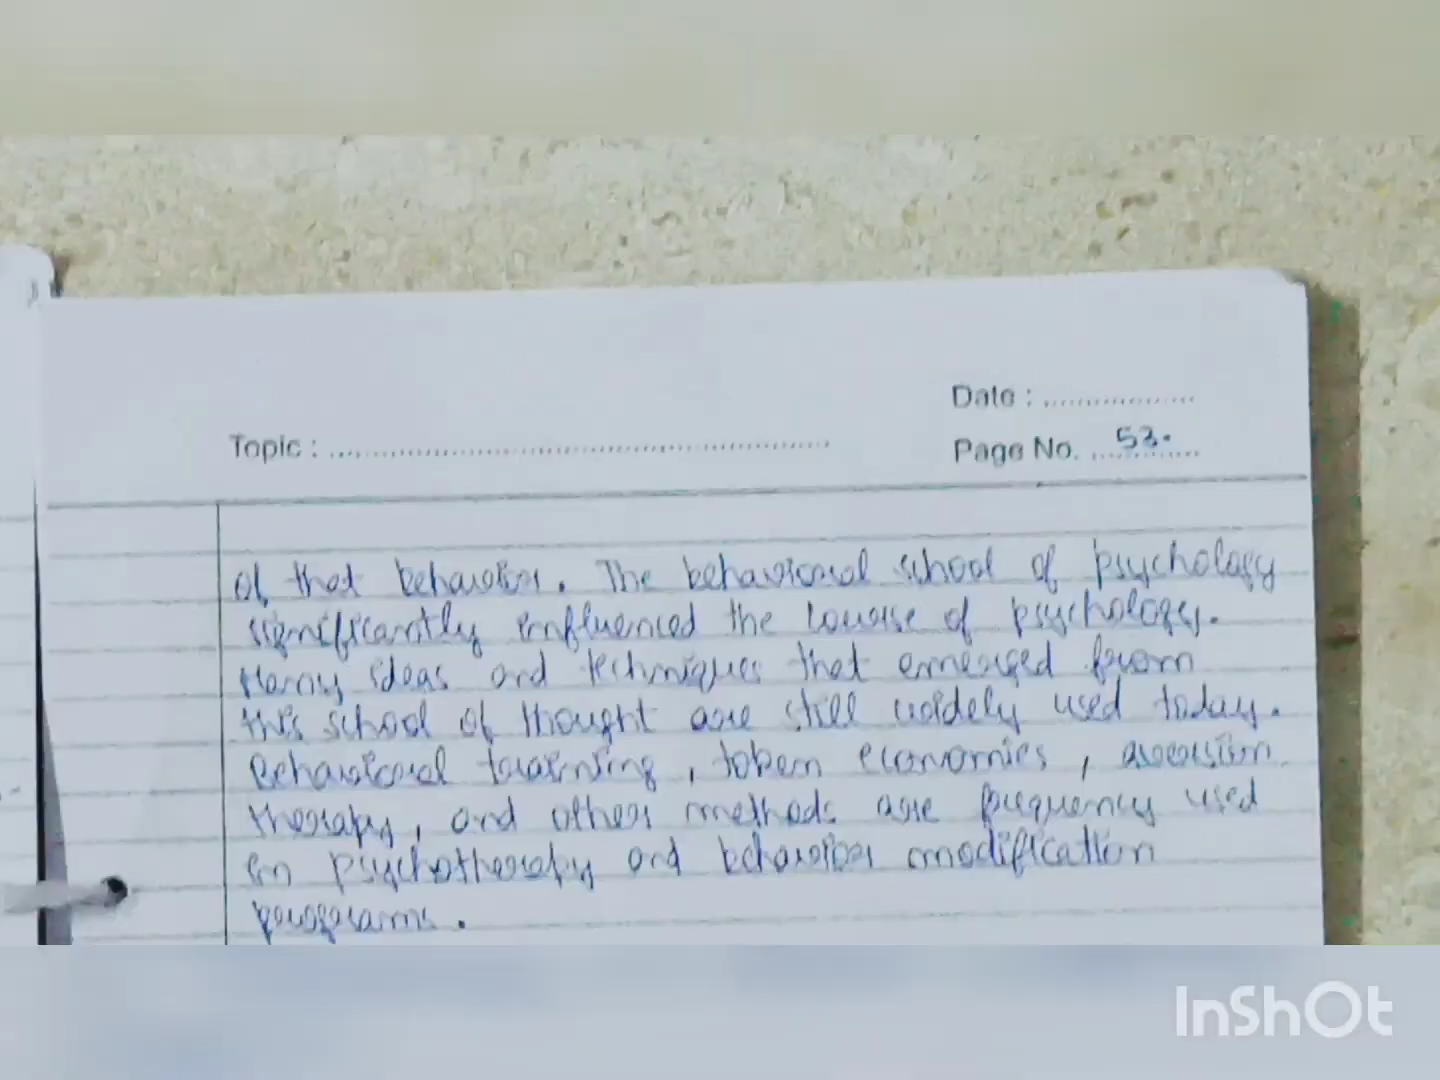 Date : ................
Topic : ......................................................
Page No. ....53.....
of that behavior. The behavioral school of psychology
significantly influenced the course of psychology.
Many ideas and techniques that emerged from
this school of thought are still widely used today.
Behavioral training, token economies, aversion
therapy, and other methods are frequency used
in psychotherapy and behavior modification
programs.
InShOt